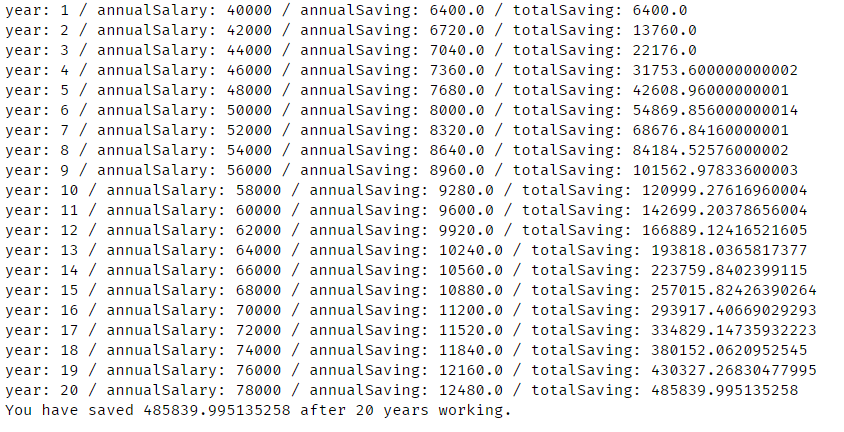 year: 1 / annualSalary: 40000 / annualSaving: 6400.0 / totalSaving: 6400.0
year: 2 / annualSalary: 42000 / annualSaving: 6720.0 / totalSaving: 13760.0
year: 3 / annualSalary: 44000 / annualSaving: 7040.0 / totalSaving: 22176.0
year: 4 / annualSalary: 46000 / annualSaving: 7360.0 / totalSaving: 31753.600000000002
year: 5 / annualSalary: 48000 / annualSaving: 7680.0 / totalSaving: 42608.96000000001
year: 6 / annualSalary: 50000 / annualSaving: 8000.0 / totalSaving: 54869.856000000014
year: 7 / annualSalary: 52000 / annualSaving: 8320.0 / totalSaving: 68676.84160000001
year: 8 / annualSalary: 54000 / annualSaving: 8640.0 / totalSaving: 84184.52576000002
year: 9 / annualSalary: 56000 / annualSaving: 8960.0 / totalSaving: 101562.97833600003
year: 10 / annualSalary: 58000 / annualSaving: 9280.0 / totalSaving: 120999.27616960004
year: 11 / annualSalary: 60000 / annualSaving: 9600.0 / totalSaving: 142699.20378656004
year: 12 / annualSalary: 62000 / annualSaving: 9920.0 / totalSaving: 166889.12416521605
year: 13 / annualSalary: 64000 / annualSaving: 10240.0 / totalSaving: 193818.0365817377
year: 14 / annualSalary: 66000 / annualSaving: 10560.0 / totalSaving: 223759.8402399115
year: 15 / annualSalary: 68000 / annualSaving: 10880.0 / totalSaving: 257015.82426390264
year: 16 / annualSalary: 70000 / annualSaving: 11200.0 / totalSaving: 293917.40669029293
year: 17 / annualSalary: 72000 / annualSaving: 11520.0 / totalSaving: 334829.14735932223
year: 18 / annualSalary: 74000 / annualSaving: 11840.0 / totalSaving: 380152.0620952545
year: 19 / annualSalary: 76000 / annualSaving: 12160.0 / totalSaving: 430327.26830477995
year: 20 / annualSalary: 78000 / annualSaving: 12480.0 / totalSaving: 485839.995135258
You have saved 485839.995135258 after 20 years working.